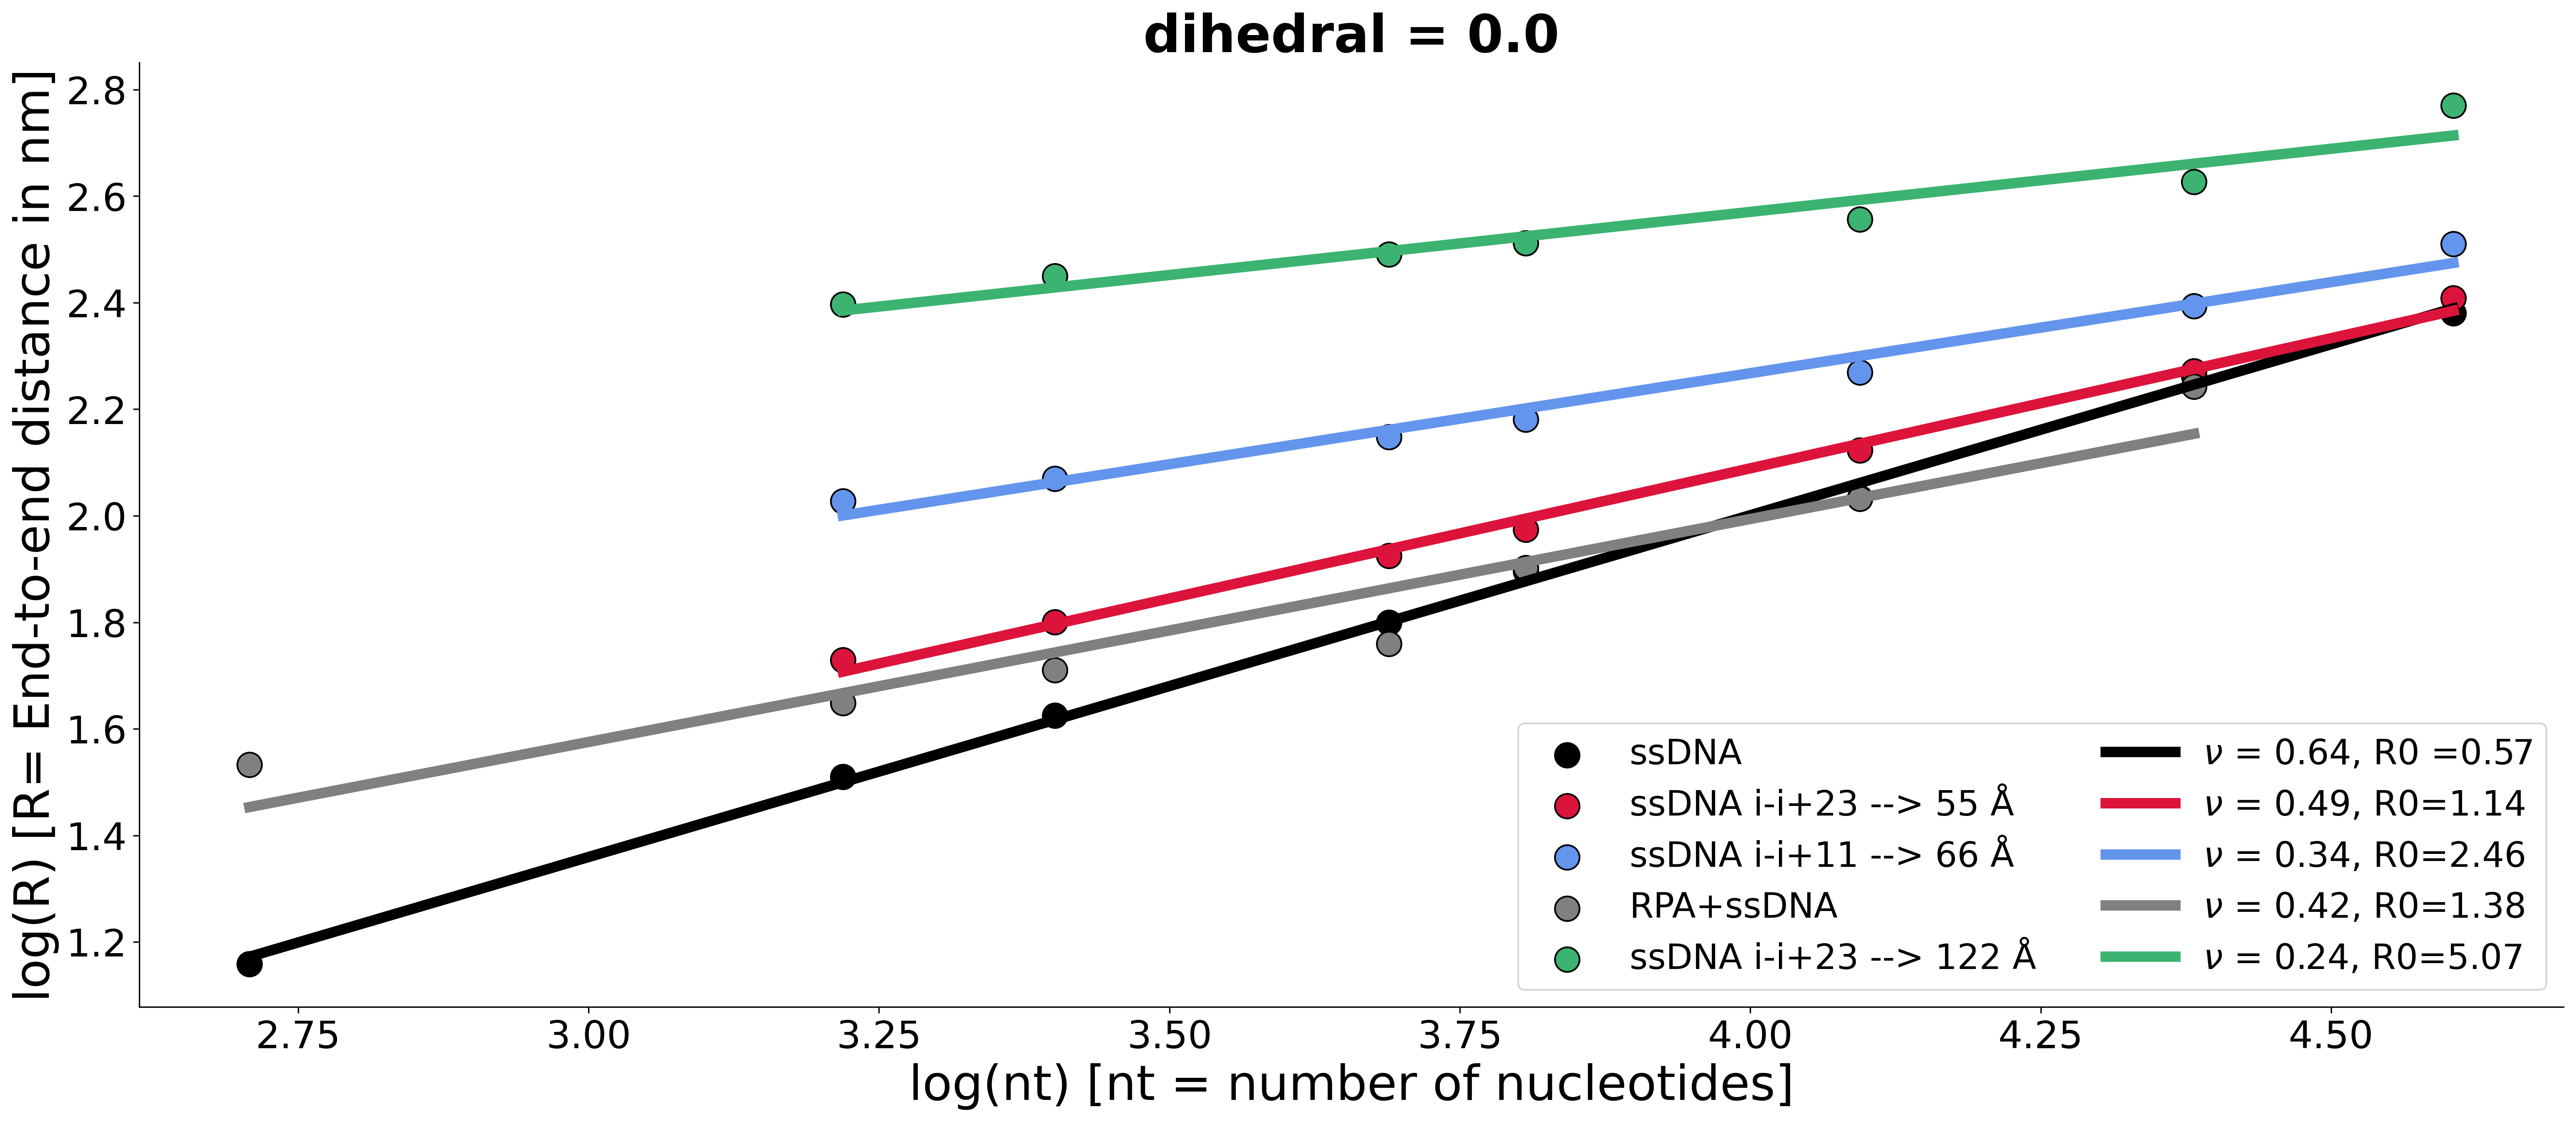 dihedral = 0.0
log(R) [R= End-to-end distance in nm]
2.8
2.6
2.4
2.2
2.0
1.8
1.6
1.4
1.2
ssDNA
ssDNA i-i+23 --> 55 Å
ssDNA i-i+11 --> 66 Å
RPA+ssDNA
ssDNA i-i+23 --> 122 Å
ν = 0.64, R0 =0.57
ν = 0.49, R0=1.14
ν = 0.34, R0=2.46
ν = 0.42, R0=1.38
ν = 0.24, R0=5.07
2.75 3.00 3.25 3.50 3.75 4.00 4.25 4.50
log(nt) [nt = number of nucleotides]